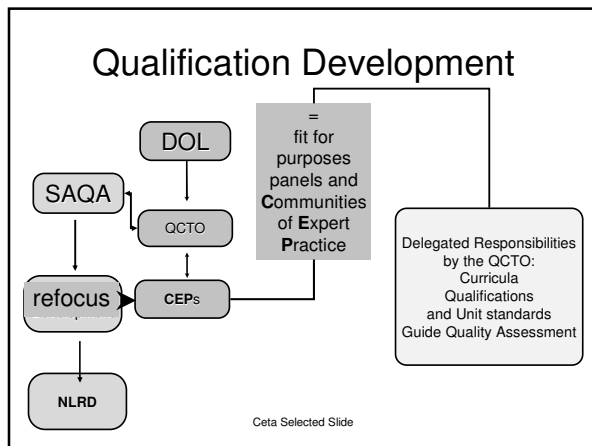 Qualification Development
DOL
SAQA
QCTO
refocus
CEPs
NLRD
=
fit for
purposes
panels and
Communities
of Expert
Practice
Delegated Responsibilities
by the QCTO:
Curricula
Qualifications
and Unit standards
Guide Quality Assessment
Ceta Selected Slide